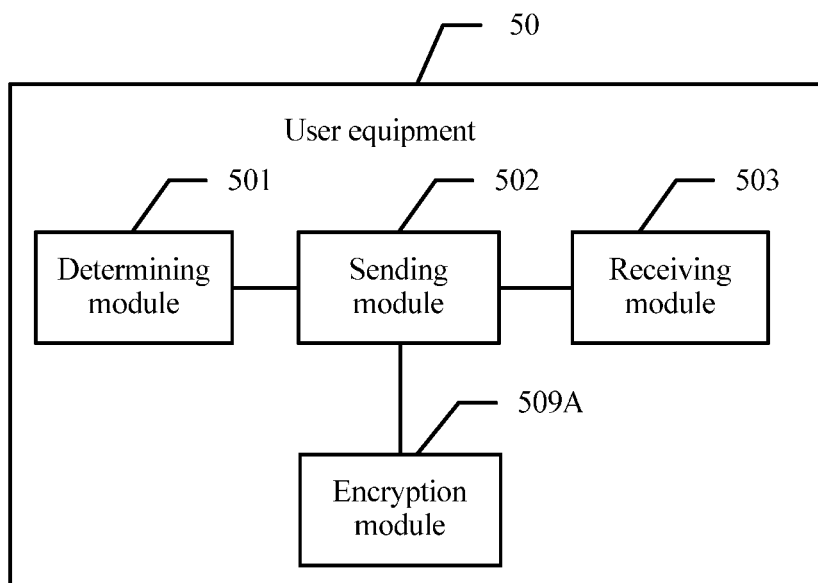 50
User equipment
501
502
503
Determining
module
Sending
module
Receiving
module
509A
Encryption
module